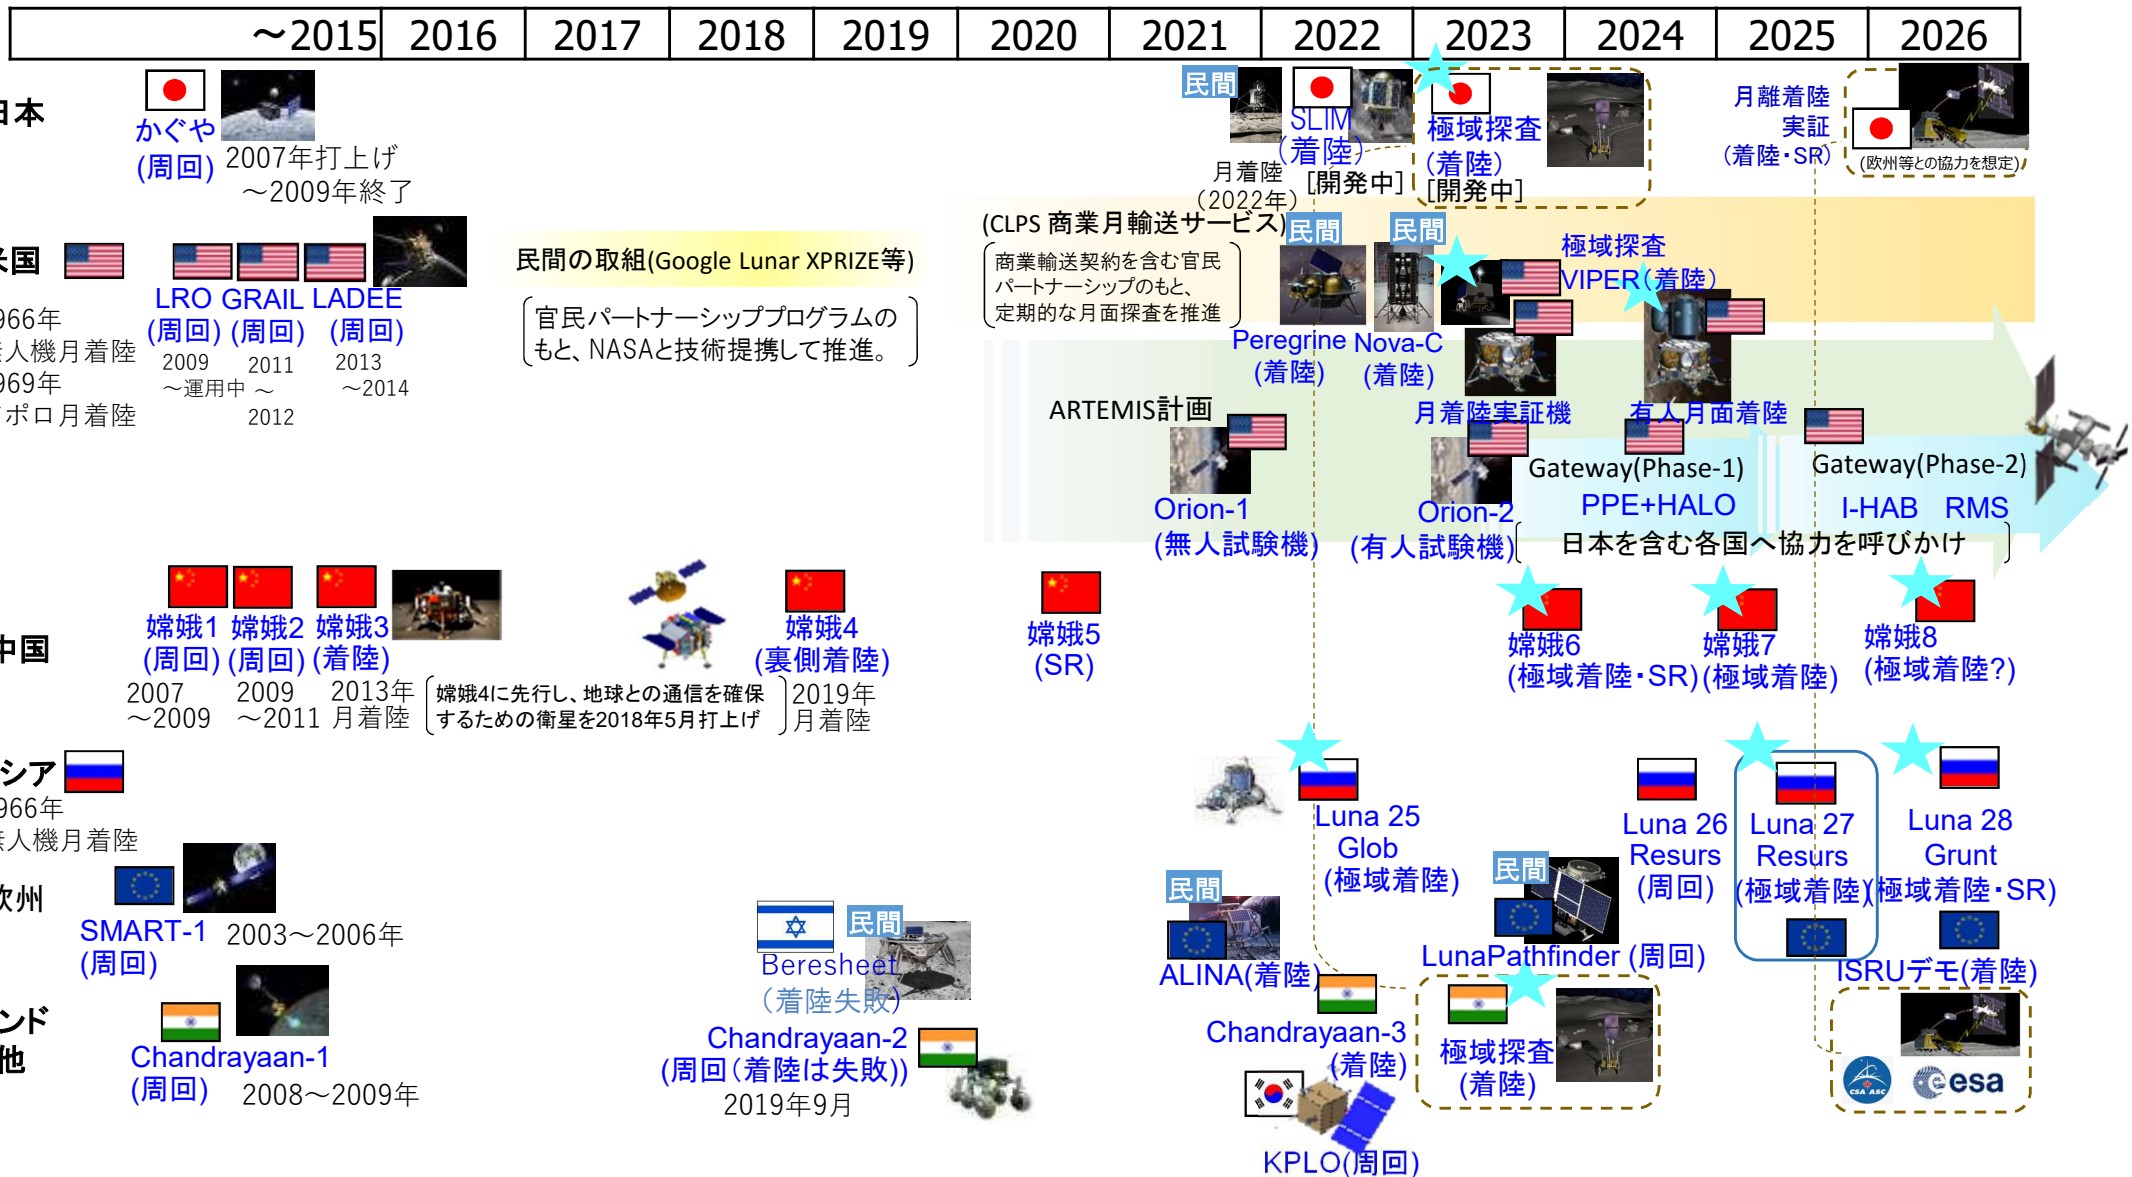 ～2015 2016 2017 2018 2019 2020 2021 2022 2023 2024 2025 2026
日本
かぐや
(周回)
2007年打上げ
～2009年終了
民間
月着陸
(2022年)
SLIM
(着陸)
[開発中]
極域探査
(着陸)
[開発中]
月離着陸
実証
(着陸・SR)
(欧州等との協力を想定)
米国
966年
無人機月着陸
969年
ポロ月着陸
LRO GRAIL LADEE
(周回) (周回) (周回)
2009
～運用中
2011
～
2012
2013
～2014
民間の取組(Google Lunar XPRIZE等)
官民パートナーシッププログラムの
もと、NASAと技術提携して推進。
(CLPS 商業月輸送サービス)
商業輸送契約を含む官民
パートナーシップのもと、
定期的な月面探査を推進
民間
民間
Peregrine
(着陸)
Nova-C
(着陸)
極域探査
VIPER(着陸)
月着陸実証機
有人月面着陸
ARTEMIS計画
Orion-1
(無人試験機)
Orion-2
(有人試験機)
Gateway(Phase-1)
PPE+HALO
Gateway(Phase-2)
I-HAB RMS
日本を含む各国へ協力を呼びかけ
中国
嫦娥1
(周回)
2007
～2009
嫦娥2
(周回)
2009
～2011
嫦娥3
(着陸)
2013年
月着陸
嫦娥4に先行し、地球との通信を確保
するための衛星を2018年5月打上げ
嫦娥4
(裏側着陸)
2019年
月着陸
嫦娥5
(SR)
嫦娥6
(極域着陸・SR)
嫦娥7
(極域着陸)
嫦娥8
(極域着陸?)
シア
966年
無人機月着陸
Luna 25
Glob
(極域着陸)
Luna 26
Resurs
(周回)
Luna 27
Resurs
(極域着陸)
Luna 28
Grunt
(極域着陸・SR)
欧州
SMART-1
(周回)
2003～2006年
民間
Beresheet
(着陸失敗)
民間
ALINA(着陸)
民間
LunaPathfinder (周回)
ISRUデモ(着陸)
ンド
他
Chandrayaan-1
(周回)
2008～2009年
Chandrayaan-2
(周回(着陸は失敗))
2019年9月
Chandrayaan-3
(着陸)
極域探査
(着陸)
KPLO(周回)
CSA ASC
esa